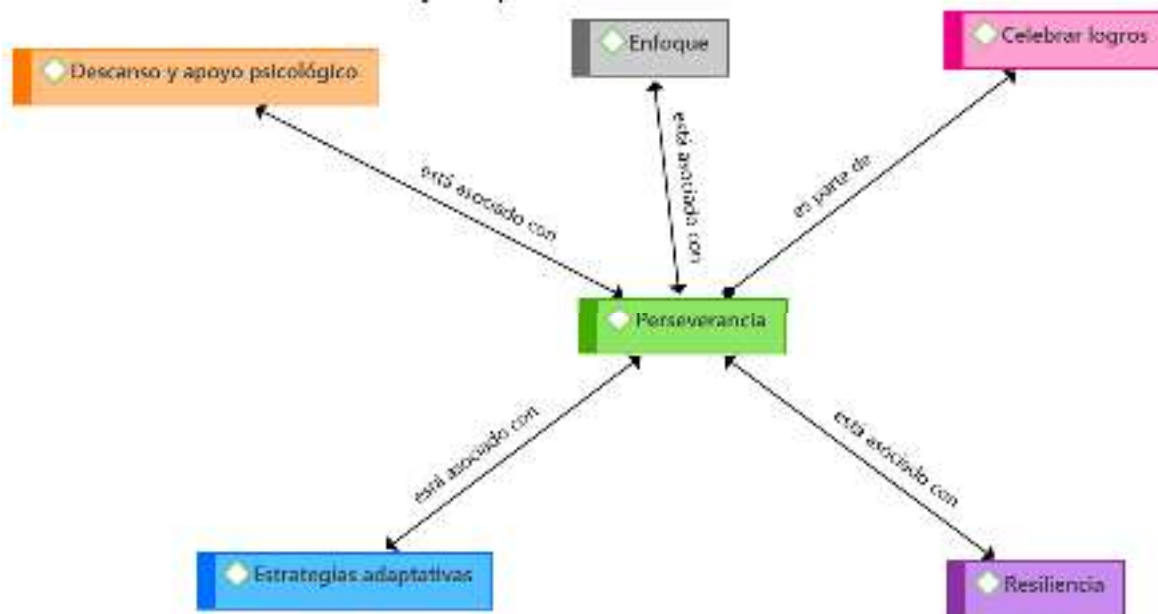 Enfoque
Celebrar logros
Descanso y apoyo psicológico
está asociado con
está asociado con
es parte de
Perseverancia
está asociado con
está asociado con
Estrategias adaptativas
Resiliencia